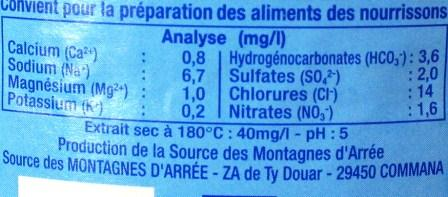 Convient pour la préparation des aliments des nourrissons
Analyse (mg/l)
Calcium (Ca²⁺) : 0,8
Sodium (Na⁺) : 6,7
Magnésium (Mg²⁺) : 1,0
Potassium (K⁺) : 0,2
Hydrogénocarbonates (HCO₃⁻) : 3,6
Sulfates (SO₄²⁻) : 2,0
Chlorures (Cl⁻) : 14
Nitrates (NO₃⁻) : 1,6
Extrait sec à 180°C : 40mg/l - pH : 5
Production de la Source des Montagnes d'Arrée
Source des MONTAGNES D'ARRÉE - ZA de Ty Douar - 29450 COMMANA